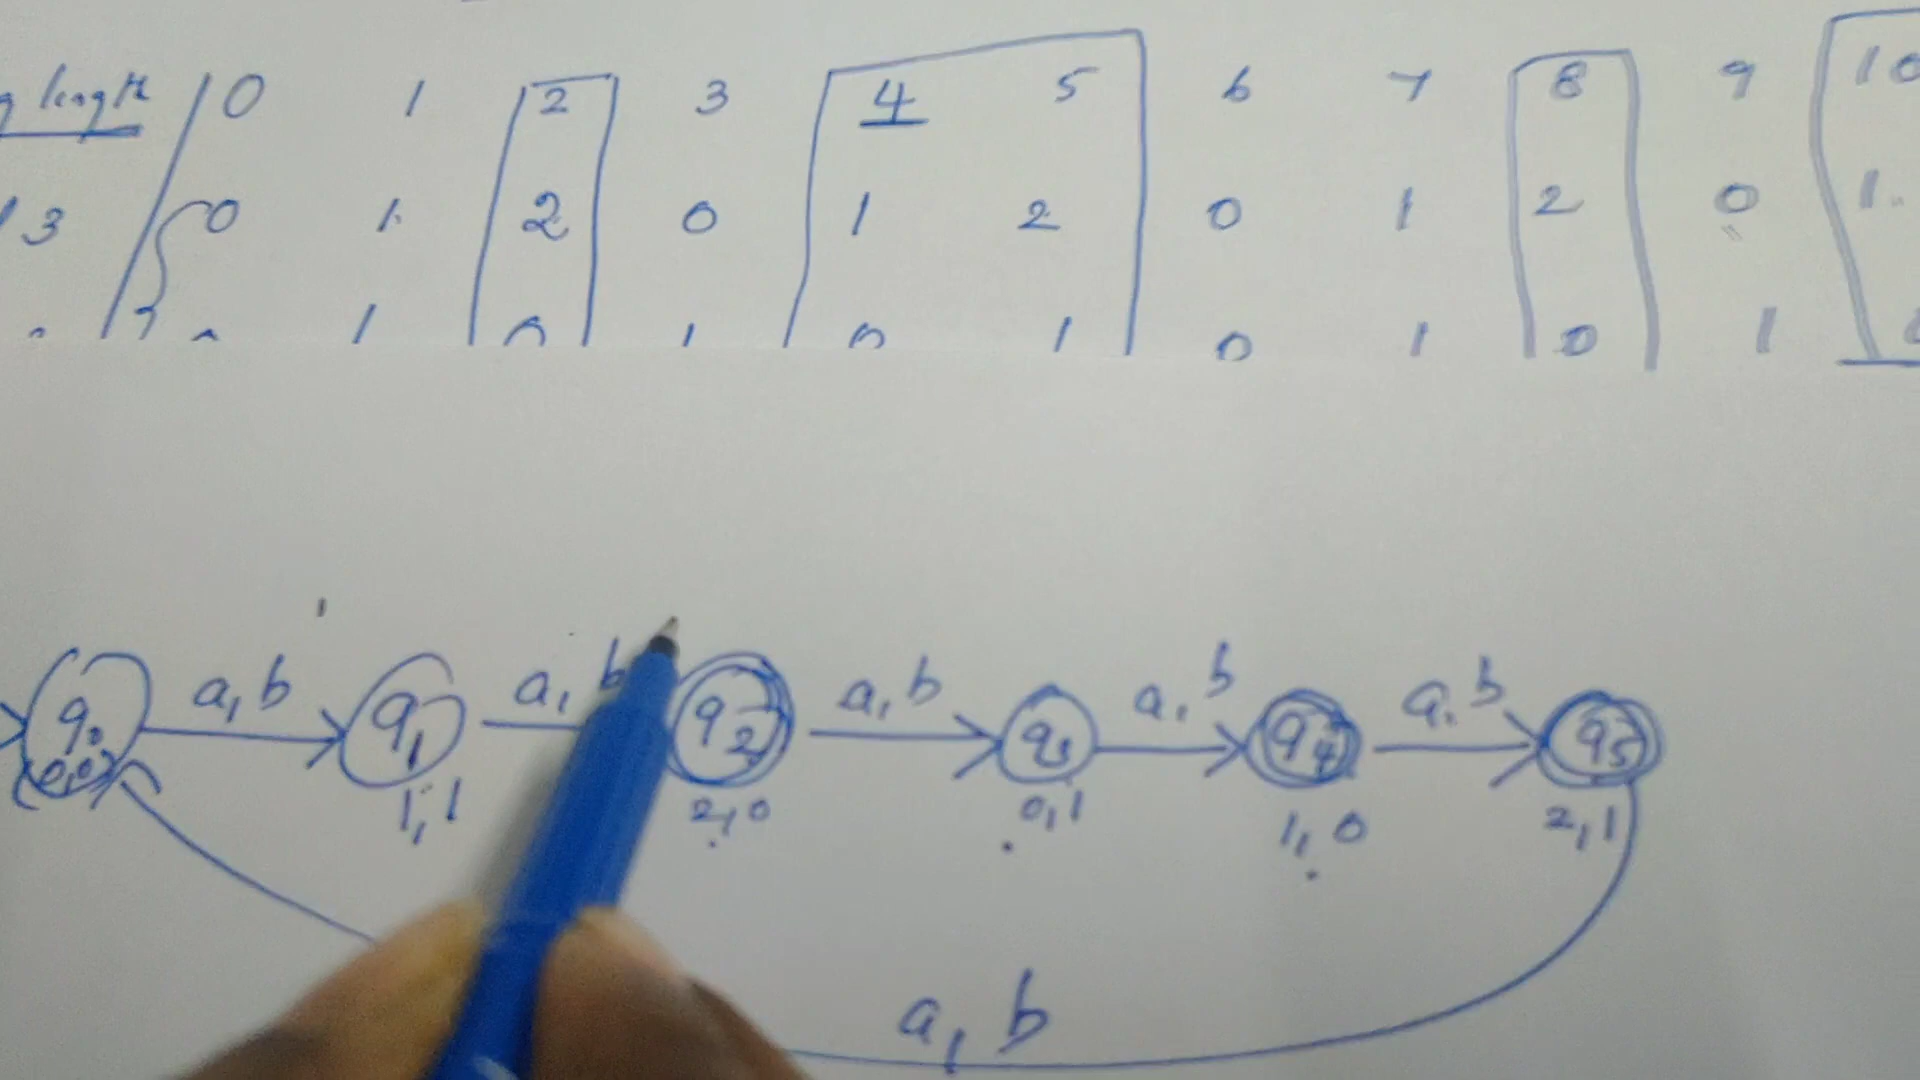 length 0 1 2 3 4 5 6 7 8 9 10
3 0 1 2 0 1 2 0 1 2 0 1
1 0 1 0 1 0 1 0 1
a, b a, b a, b a, b a, b
q0 q1 q2 q3 q4 q5
0,0 1,1 2,0 0,1 1,0 2,1
a, b